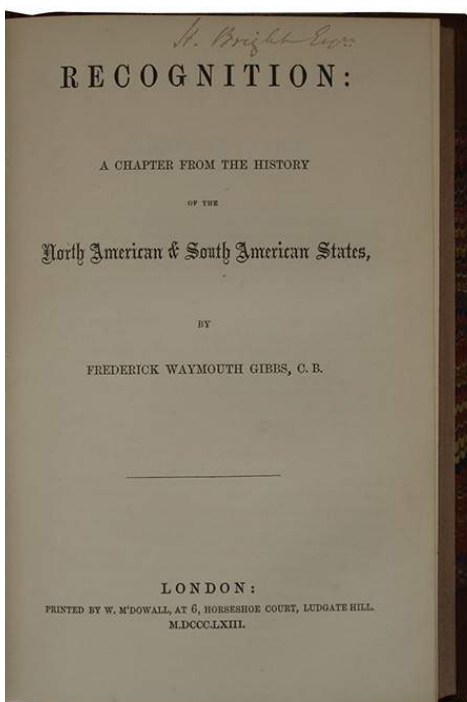 H. Bright Esqr.
RECOGNITION:
A CHAPTER FROM THE HISTORY
OF THE
North American & South American States,
BY
FREDERICK WAYMOUTH GIBBS, C. B.
LONDON:
PRINTED BY W. M'DOWALL, AT 6, HORSESHOE COURT, LUDGATE HILL.
M.DCCC.LXIII.